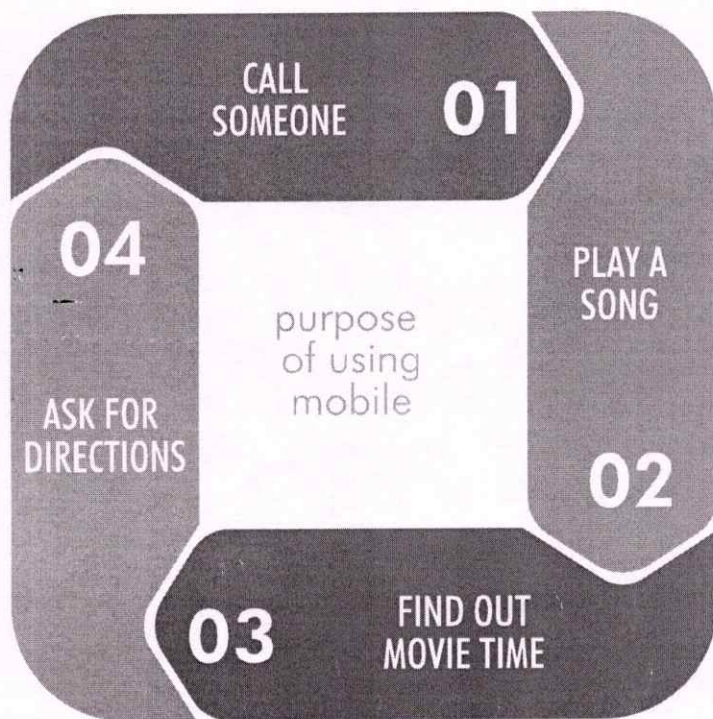 CALL
SOMEONE
01
PLAY A
SONG
02
FIND OUT
MOVIE TIME
03
ASK FOR
DIRECTIONS
04
purpose
of using
mobile